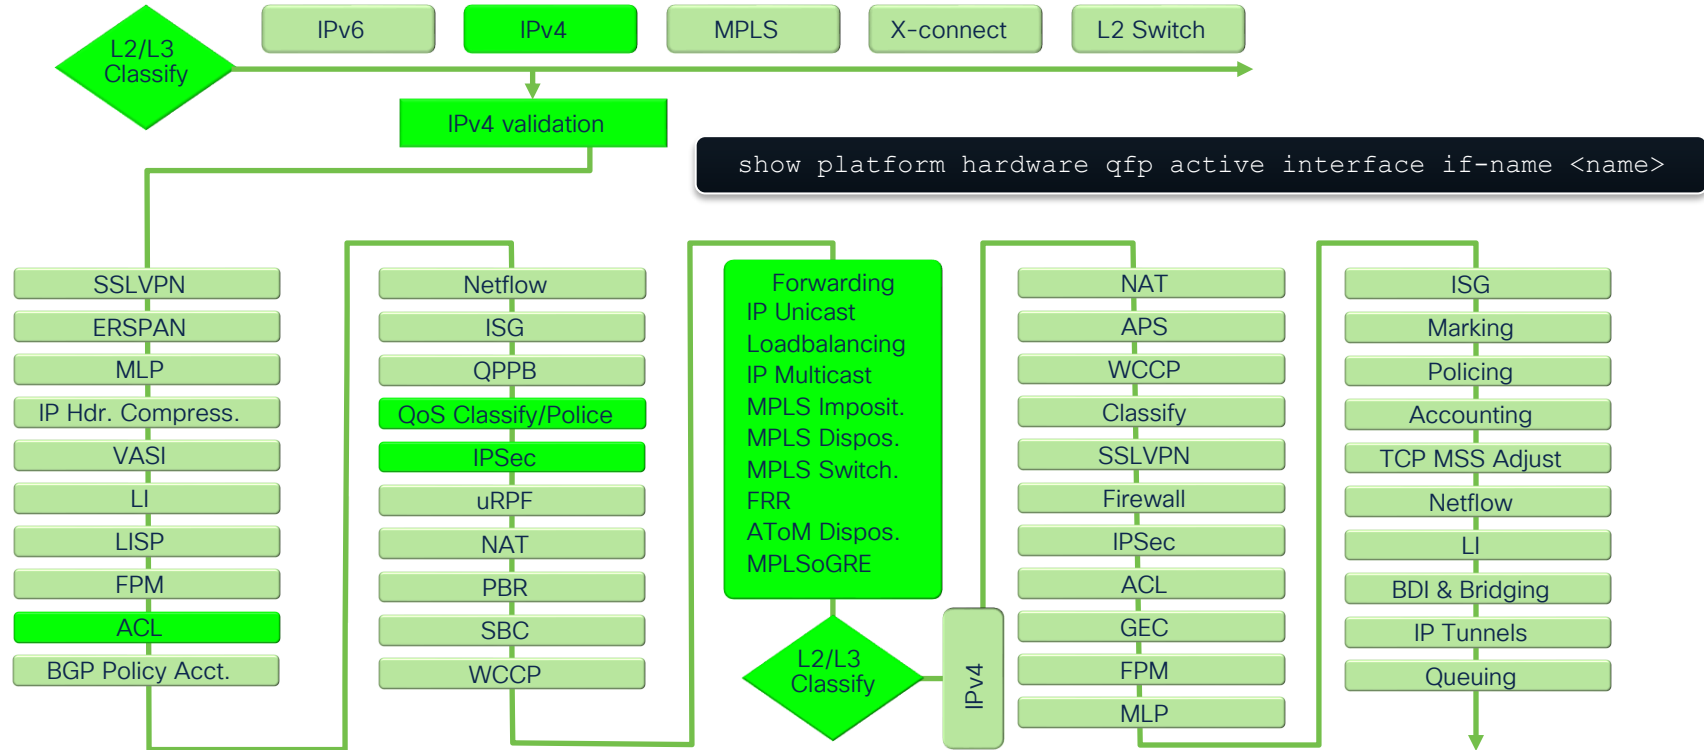 L2/L3
Classify
IPv6
IPv4
MPLS
X-connect
L2 Switch
IPv4 validation
show platform hardware qfp active interface if-name <name>
SSLVPN
ERSPAN
MLP
IP Hdr. Compress.
VASI
LI
LISP
FPM
ACL
BGP Policy Acct.
Netflow
ISG
QPPB
QoS Classify/Police
IPSec
uRPF
NAT
PBR
SBC
WCCP
Forwarding
IP Unicast
Loadbalancing
IP Multicast
MPLS Imposit.
MPLS Dispos.
MPLS Switch.
FRR
AToM Dispos.
MPLSoGRE
L2/L3
Classify
IPv4
NAT
APS
WCCP
Classify
SSLVPN
Firewall
IPSec
ACL
GEC
FPM
MLP
ISG
Marking
Policing
Accounting
TCP MSS Adjust
Netflow
LI
BDI & Bridging
IP Tunnels
Queuing